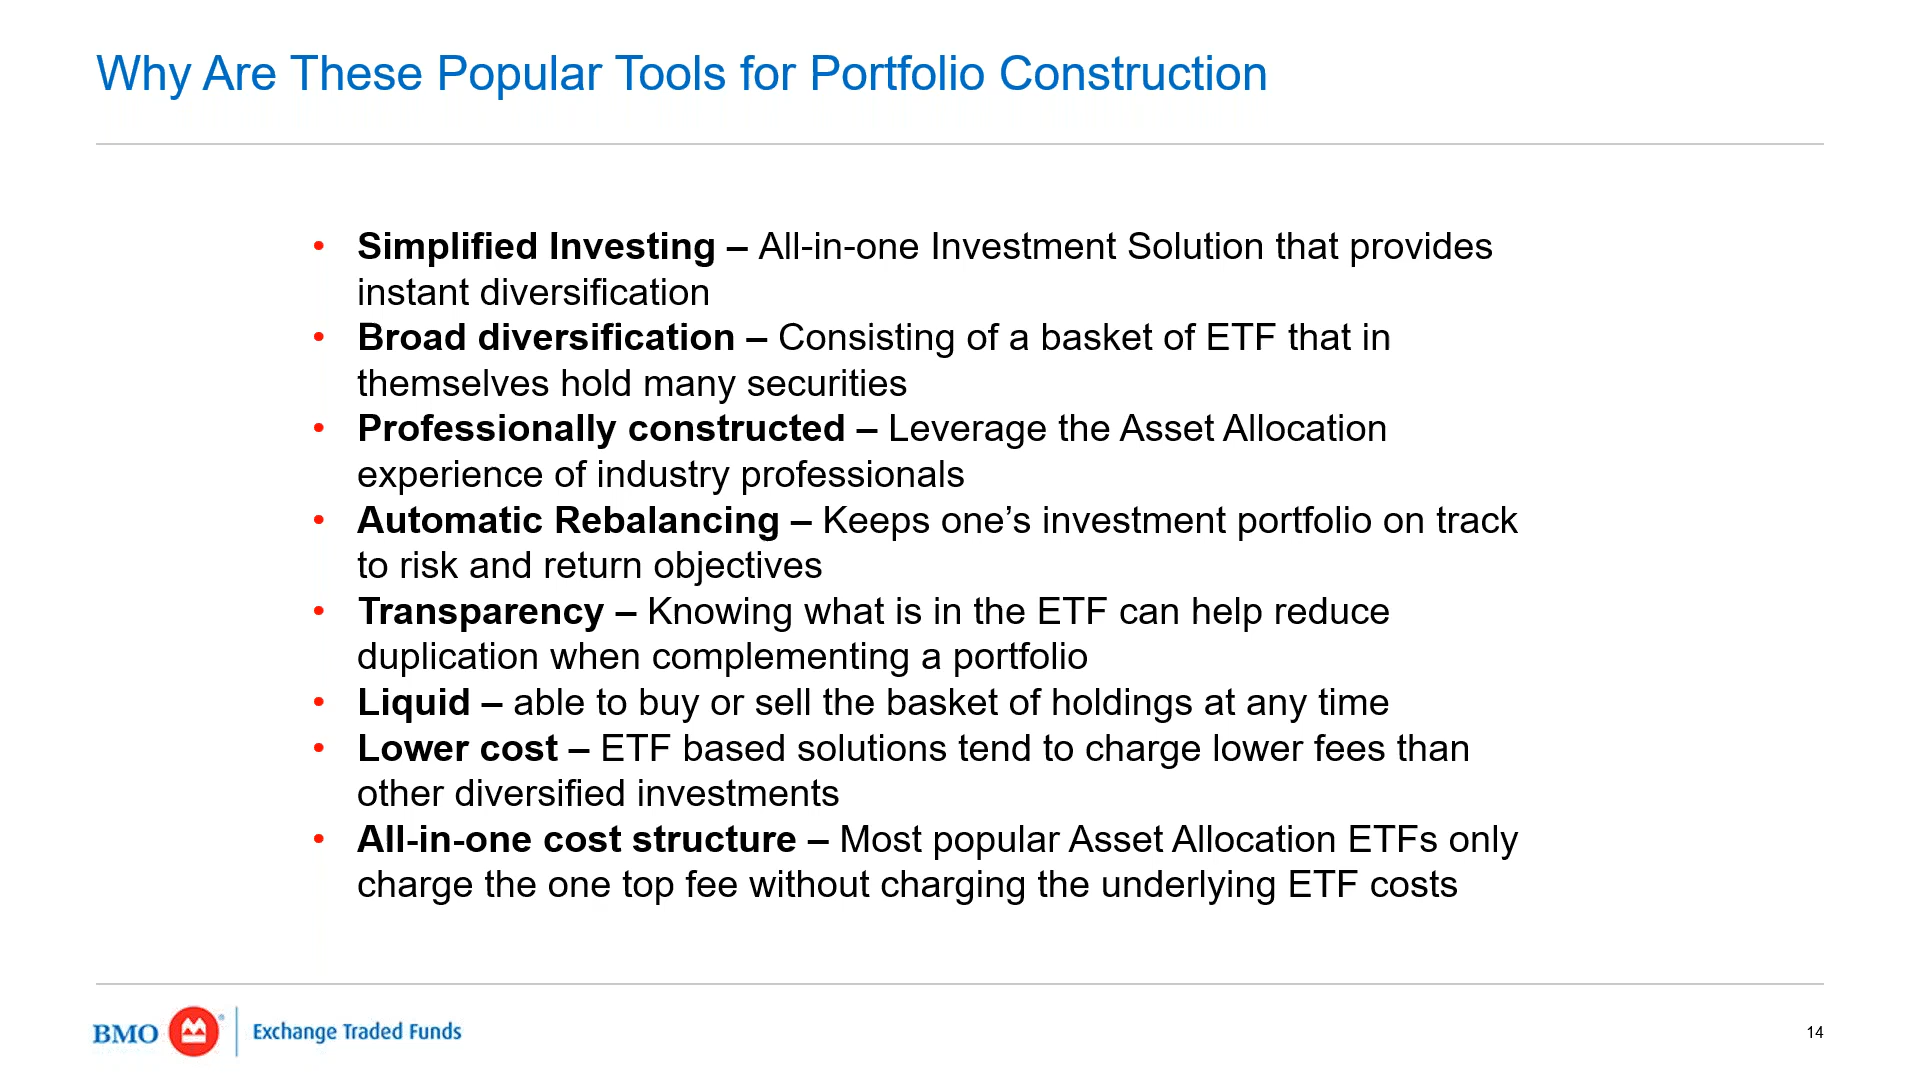 Why Are These Popular Tools for Portfolio Construction
• Simplified Investing – All-in-one Investment Solution that provides
instant diversification
• Broad diversification – Consisting of a basket of ETF that in
themselves hold many securities
• Professionally constructed – Leverage the Asset Allocation
experience of industry professionals
• Automatic Rebalancing – Keeps one’s investment portfolio on track
to risk and return objectives
• Transparency – Knowing what is in the ETF can help reduce
duplication when complementing a portfolio
• Liquid – able to buy or sell the basket of holdings at any time
• Lower cost – ETF based solutions tend to charge lower fees than
other diversified investments
• All-in-one cost structure – Most popular Asset Allocation ETFs only
charge the one top fee without charging the underlying ETF costs
BMO ® Exchange Traded Funds
14